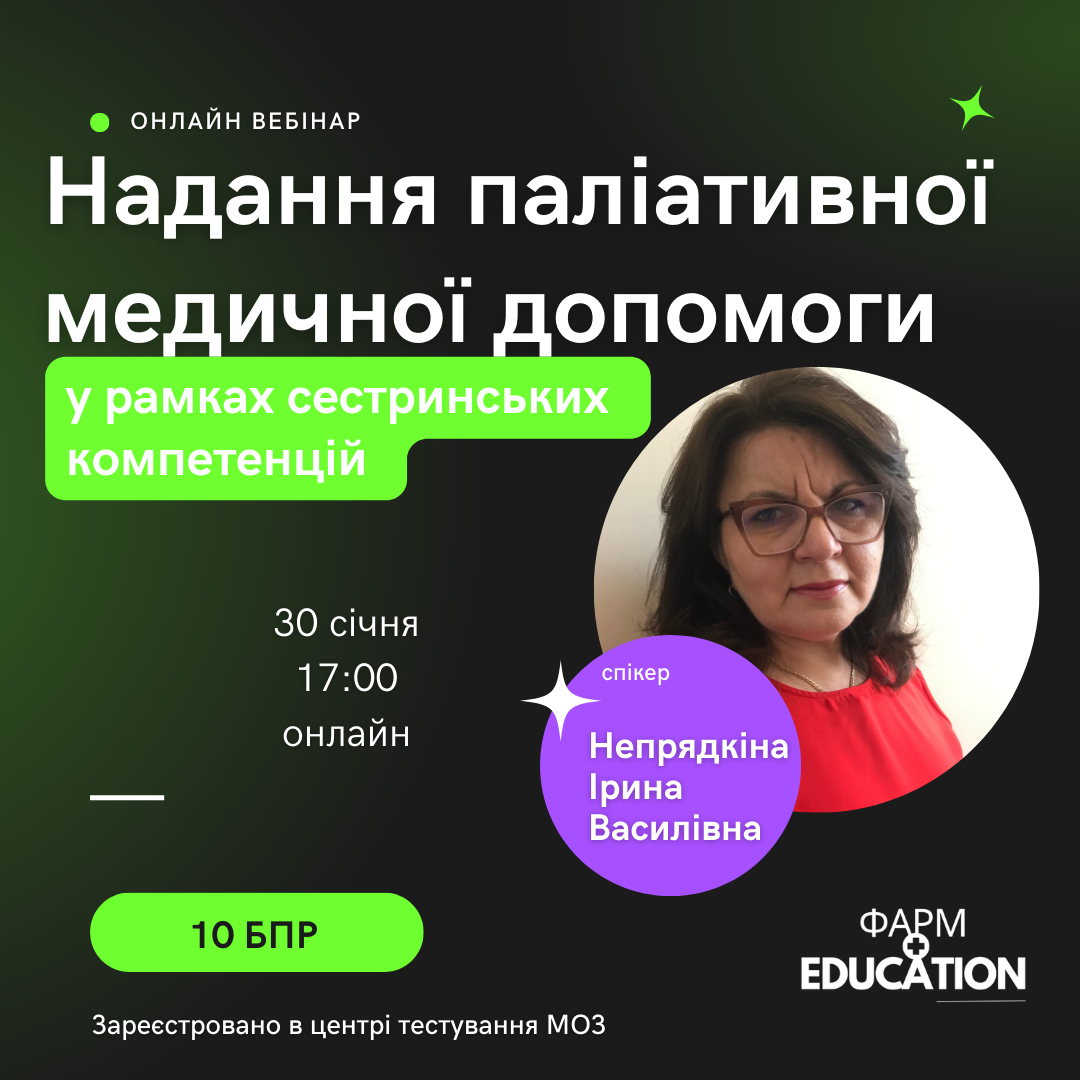 ОНЛАЙН ВЕБІНАР
Надання паліативної
медичної допомоги
у рамках сестринських
компетенцій
30 січня
17:00
онлайн
спікер
Непрядкіна
Ірина
Василівна
10 БПР
ФАРМ
EDUCATION
Зареєстровано в центрі тестування МОЗ